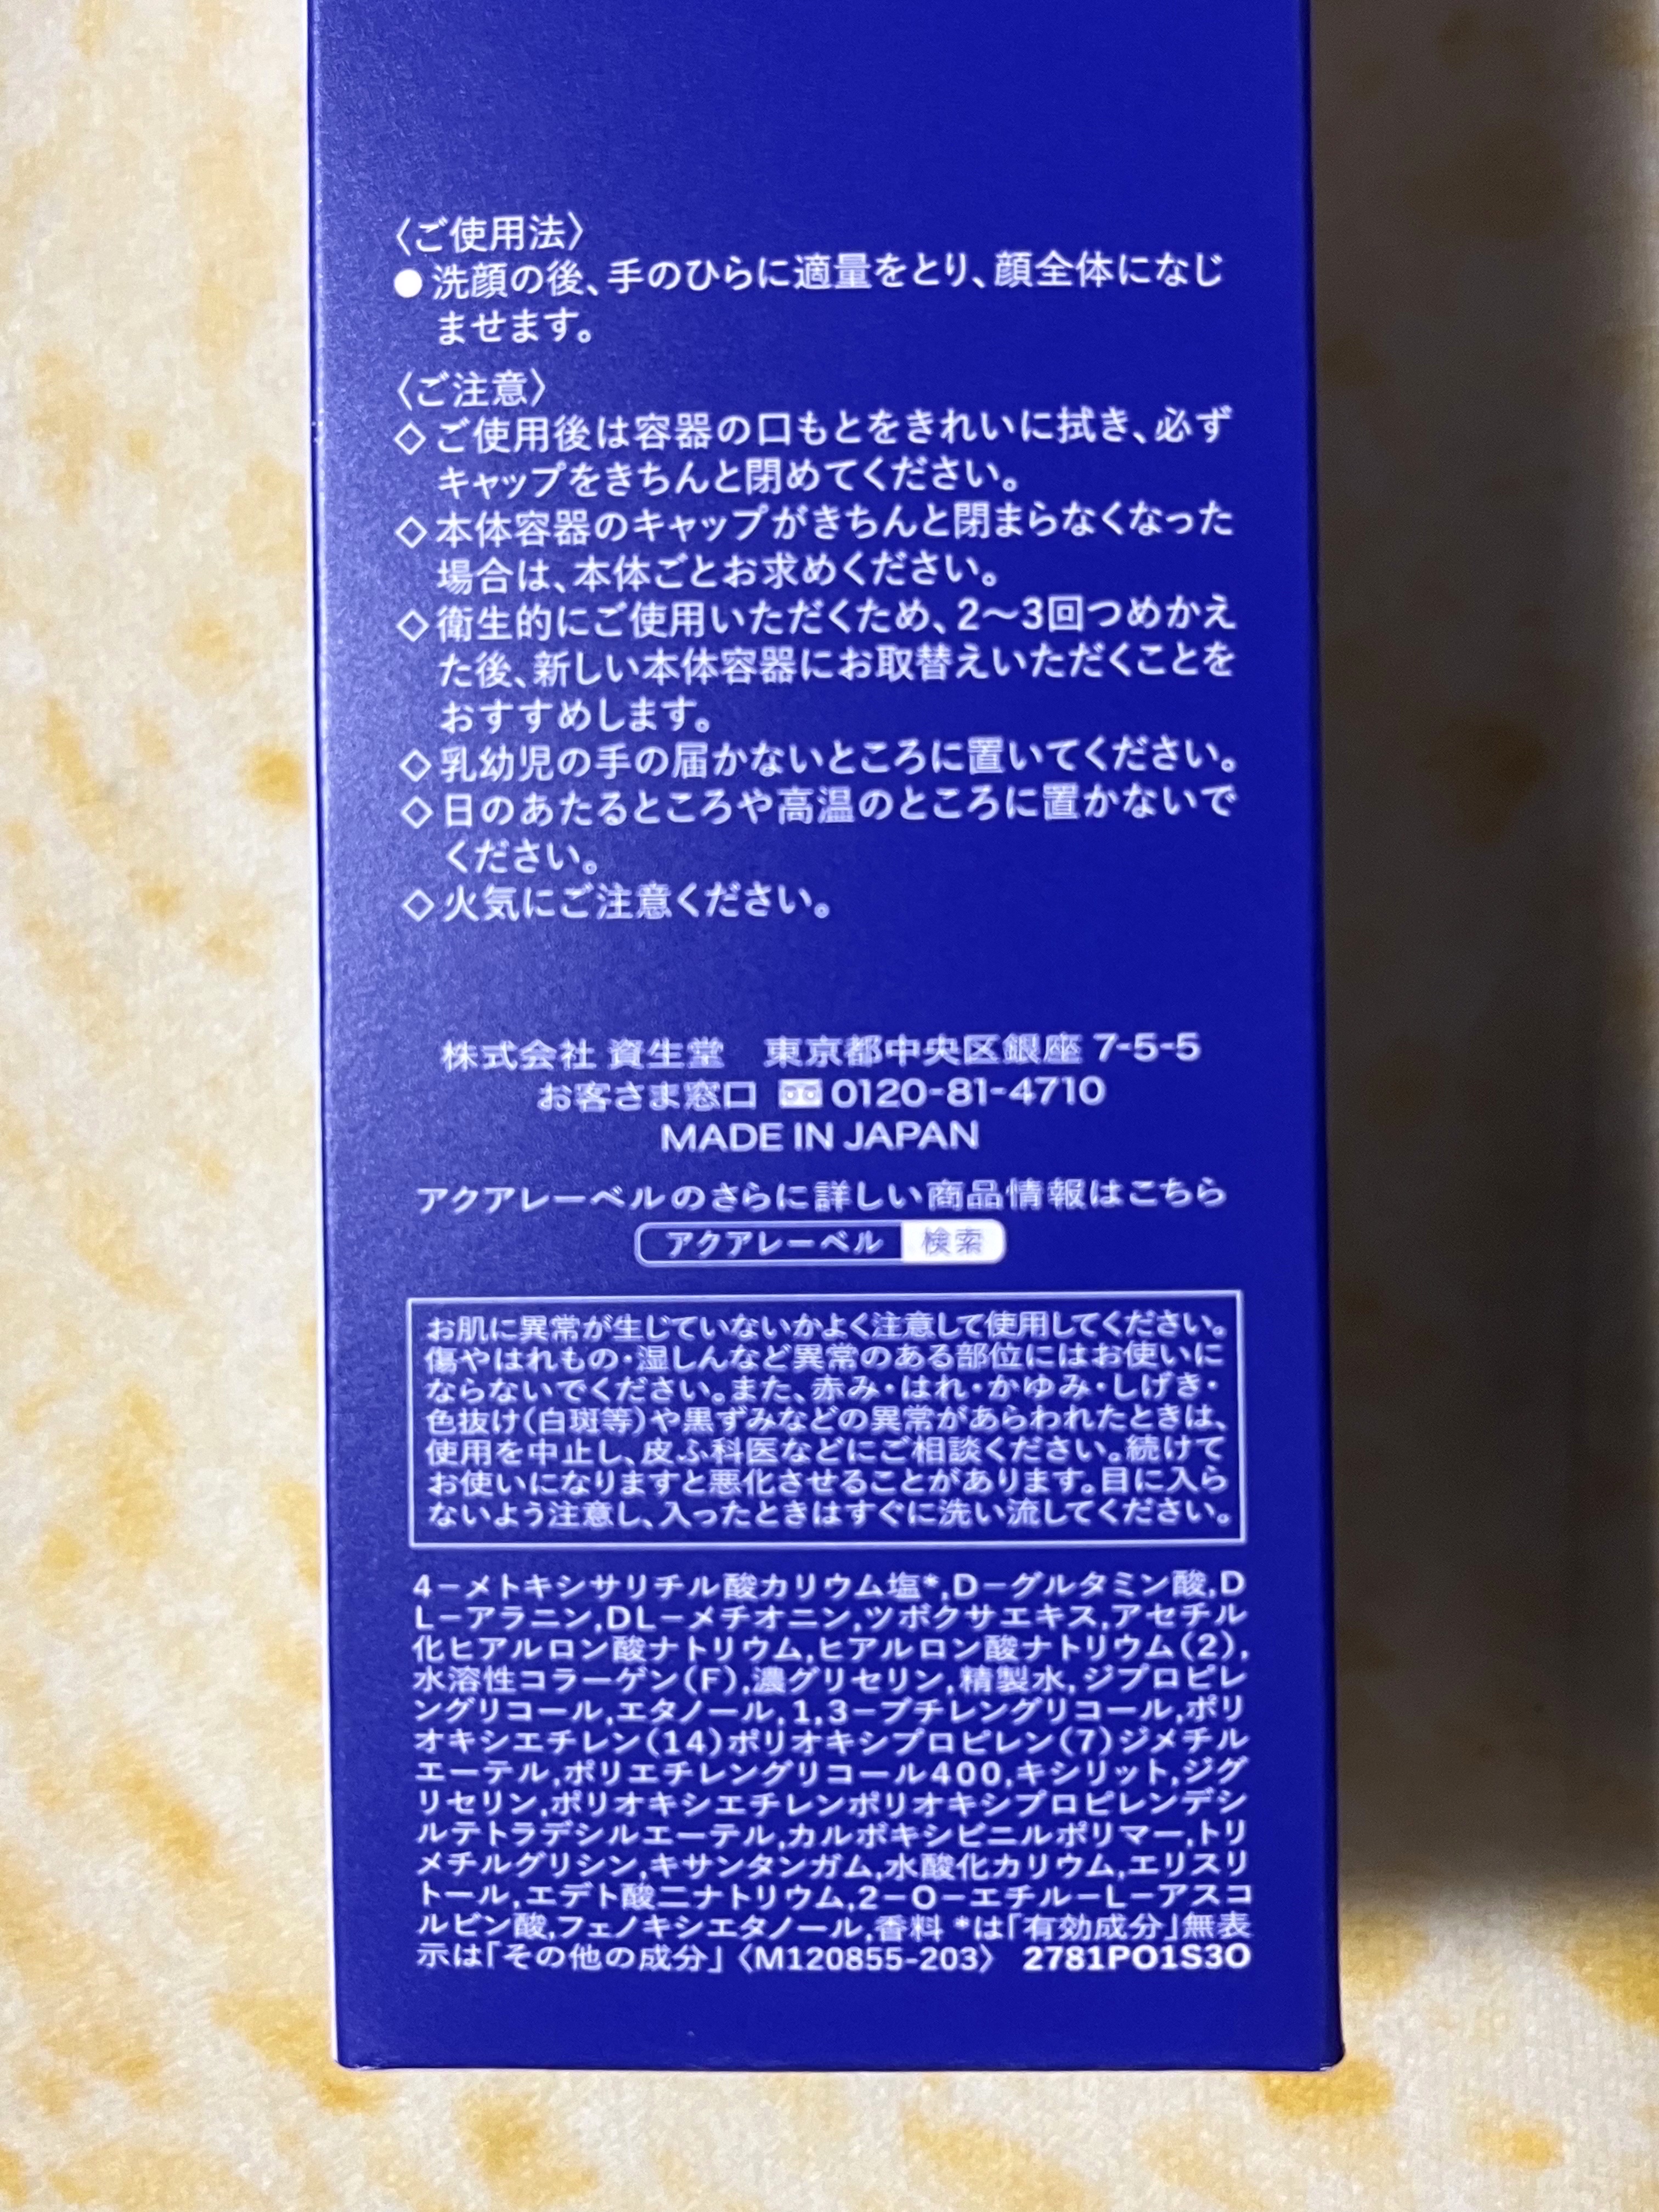 〈ご使用法〉
●洗顔の後、手のひらに適量をとり、顔全体になじ
ませます。
〈ご注意〉
◇ご使用後は容器の口もとをきれいに拭き、必ず
キャップをきちんと閉めてください。
◇本体容器のキャップがきちんと閉まらなくなった
場合は、本体ごとお求めください。
◇衛生的にご使用いただくため、2〜3回つめかえ
た後、新しい本体容器にお取替えいただくことを
おすすめします。
◇乳幼児の手の届かないところに置いてください。
◇日のあたるところや高温のところに置かないで
ください。
◇火気にご注意ください。
株式会社 資生堂　東京都中央区銀座 7-5-5
お客さま窓口 0120-81-4710
MADE IN JAPAN
アクアレーベルのさらに詳しい商品情報はこちら
アクアレーベル 検索
お肌に異常が生じていないかよく注意して使用してください。
傷やはれもの・湿しんなど異常のある部位にはお使いに
ならないでください。また、赤み・はれ・かゆみ・しげき・
色抜け(白斑等)や黒ずみなどの異常があらわれたときは、
使用を中止し、皮ふ科医などにご相談ください。続けて
お使いになりますと悪化させることがあります。目に入ら
ないよう注意し、入ったときはすぐに洗い流してください。
4−メトキシサリチル酸カリウム塩*,D−グルタミン酸,D
L−アラニン,DL−メチオニン,ツボクサエキス,アセチル
化ヒアルロン酸ナトリウム,ヒアルロン酸ナトリウム(2),
水溶性コラーゲン(F),濃グリセリン,精製水,ジプロピレ
ングリコール,エタノール,1,3−ブチレングリコール,ポリ
オキシエチレン(14)ポリオキシプロピレン(7)ジメチル
エーテル,ポリエチレングリコール400,キシリット,ジグ
リセリン,ポリオキシエチレンポリオキシプロピレンデシ
ルテトラデシルエーテル,カルボキシビニルポリマー,トリ
メチルグリシン,キサンタンガム,水酸化カリウム,エリスリ
トール,エデト酸二ナトリウム,2−O−エチル−L−アスコ
ルビン酸,フェノキシエタノール,香料 *は「有効成分」無表
示は「その他の成分」〈M120855-203〉 2781PO1S3O